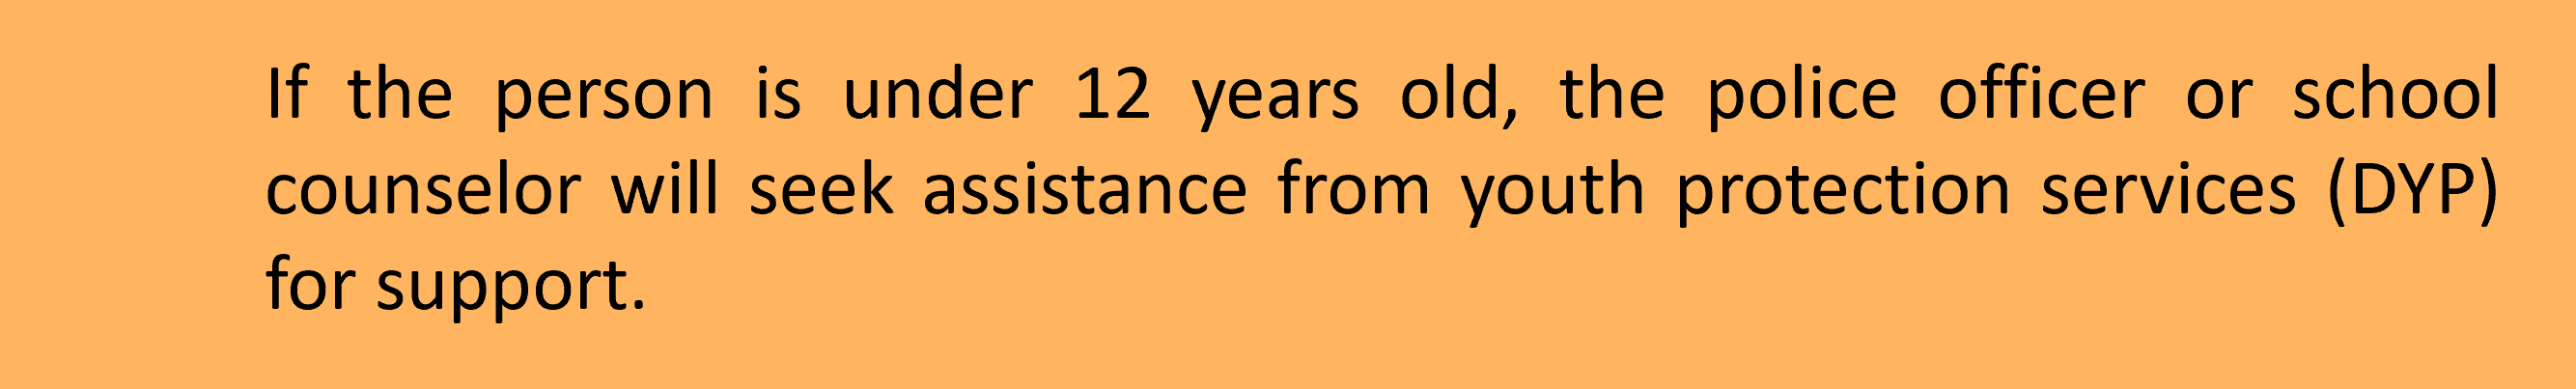 If the person is under 12 years old, the police officer or school
counselor will seek assistance from youth protection services (DYP)
for support.